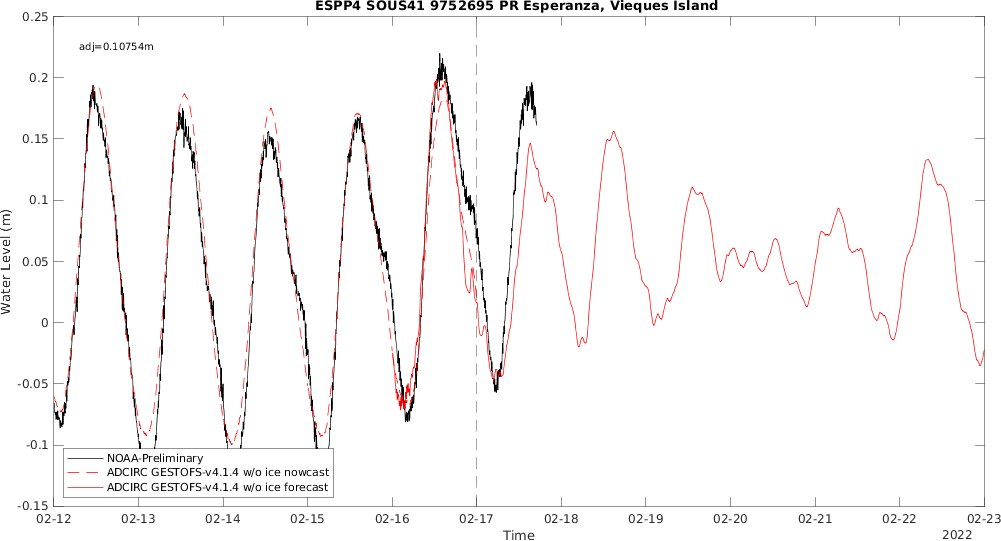 ESPP4 SOUS41 9752695 PR Esperanza, Vieques Island
adj=0.10754m
0.25
0.2
0.15
0.1
0.05
0
-0.05
-0.1
-0.15
Water Level (m)
NOAA-Preliminary
ADCIRC GESTOFS-v4.1.4 w/o ice nowcast
ADCIRC GESTOFS-v4.1.4 w/o ice forecast
02-12 02-13 02-14 02-15 02-16 02-17 02-18 02-19 02-20 02-21 02-22 02-23
Time
2022